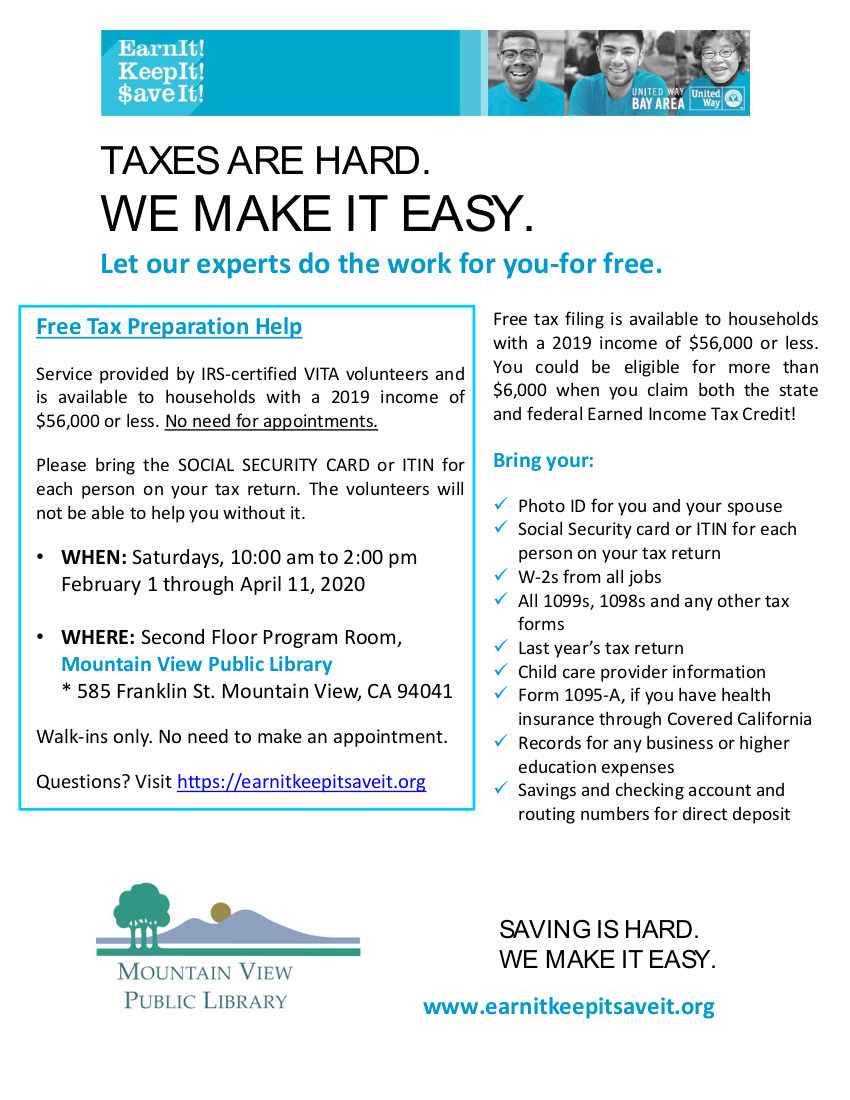 EarnIt!
KeepIt!
$aveIt!
UNITED WAY
BAY AREA
United
Way
TAXES ARE HARD.
WE MAKE IT EASY.
Let our experts do the work for you-for free.
Free Tax Preparation Help
Service provided by IRS-certified VITA volunteers and
is available to households with a 2019 income of
$56,000 or less. No need for appointments.
Please bring the SOCIAL SECURITY CARD or ITIN for
each person on your tax return. The volunteers will
not be able to help you without it.
• WHEN: Saturdays, 10:00 am to 2:00 pm
February 1 through April 11, 2020
• WHERE: Second Floor Program Room,
Mountain View Public Library
* 585 Franklin St. Mountain View, CA 94041
Walk-ins only. No need to make an appointment.
Questions? Visit https://earnitkeepitsaveit.org
Free tax filing is available to households
with a 2019 income of $56,000 or less.
You could be eligible for more than
$6,000 when you claim both the state
and federal Earned Income Tax Credit!
Bring your:
✓ Photo ID for you and your spouse
✓ Social Security card or ITIN for each
person on your tax return
✓ W-2s from all jobs
✓ All 1099s, 1098s and any other tax
forms
✓ Last year’s tax return
✓ Child care provider information
✓ Form 1095-A, if you have health
insurance through Covered California
✓ Records for any business or higher
education expenses
✓ Savings and checking account and
routing numbers for direct deposit
MOUNTAIN VIEW
PUBLIC LIBRARY
SAVING IS HARD.
WE MAKE IT EASY.
www.earnitkeepitsaveit.org